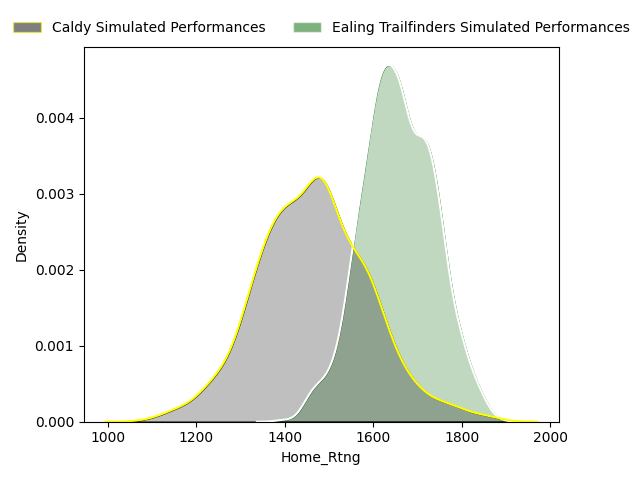 Caldy Simulated Performances
Ealing Trailfinders Simulated Performances
Density
0.004
0.003
0.002
0.001
0.000
1000 1200 1400 1600 1800 2000
Home_Rtng